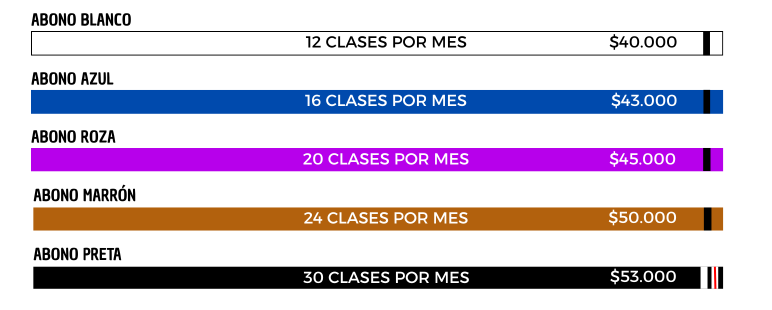 ABONO BLANCO
12 CLASES POR MES $40.000
ABONO AZUL
16 CLASES POR MES $43.000
ABONO ROZA
20 CLASES POR MES $45.000
ABONO MARRÓN
24 CLASES POR MES $50.000
ABONO PRETA
30 CLASES POR MES $53.000